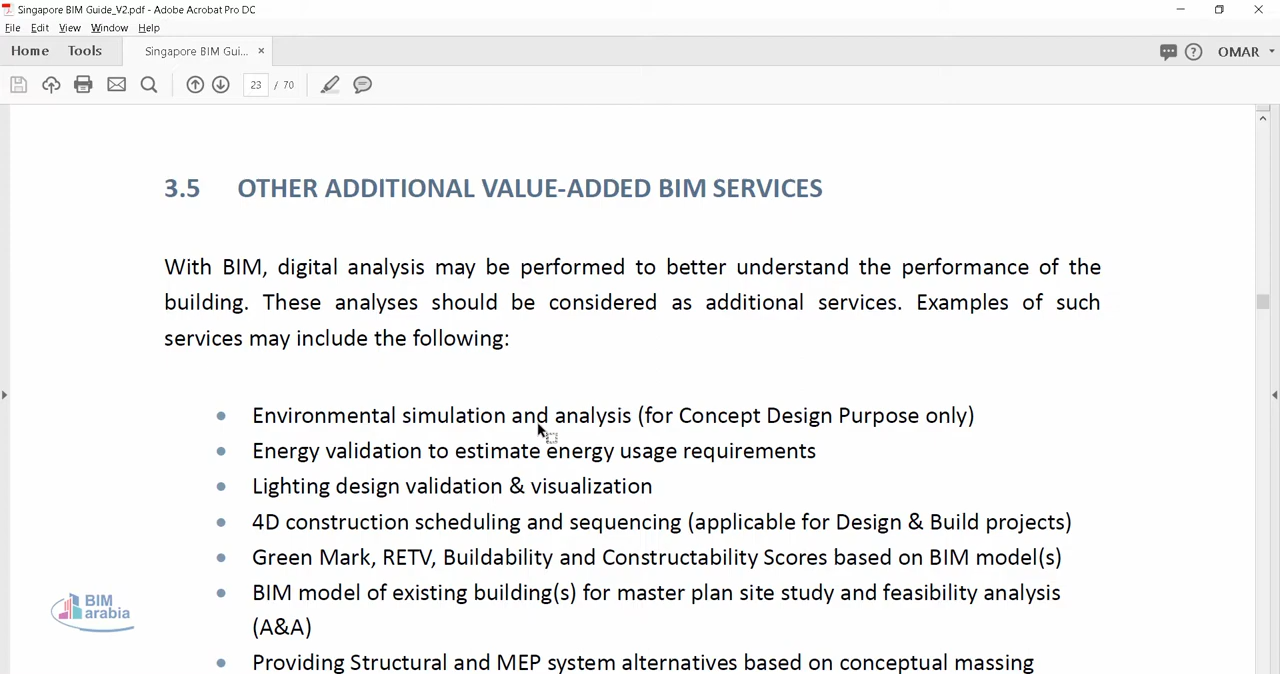 Singapore BIM Guide_V2.pdf - Adobe Acrobat Pro DC
File Edit View Window Help
Home Tools Singapore BIM Gui... × OMAR
23 / 70
3.5 OTHER ADDITIONAL VALUE-ADDED BIM SERVICES
With BIM, digital analysis may be performed to better understand the performance of the
building. These analyses should be considered as additional services. Examples of such
services may include the following:
• Environmental simulation and analysis (for Concept Design Purpose only)
• Energy validation to estimate energy usage requirements
• Lighting design validation & visualization
• 4D construction scheduling and sequencing (applicable for Design & Build projects)
• Green Mark, RETV, Buildability and Constructability Scores based on BIM model(s)
• BIM model of existing building(s) for master plan site study and feasibility analysis
(A&A)
• Providing Structural and MEP system alternatives based on conceptual massing
BIM
arabia